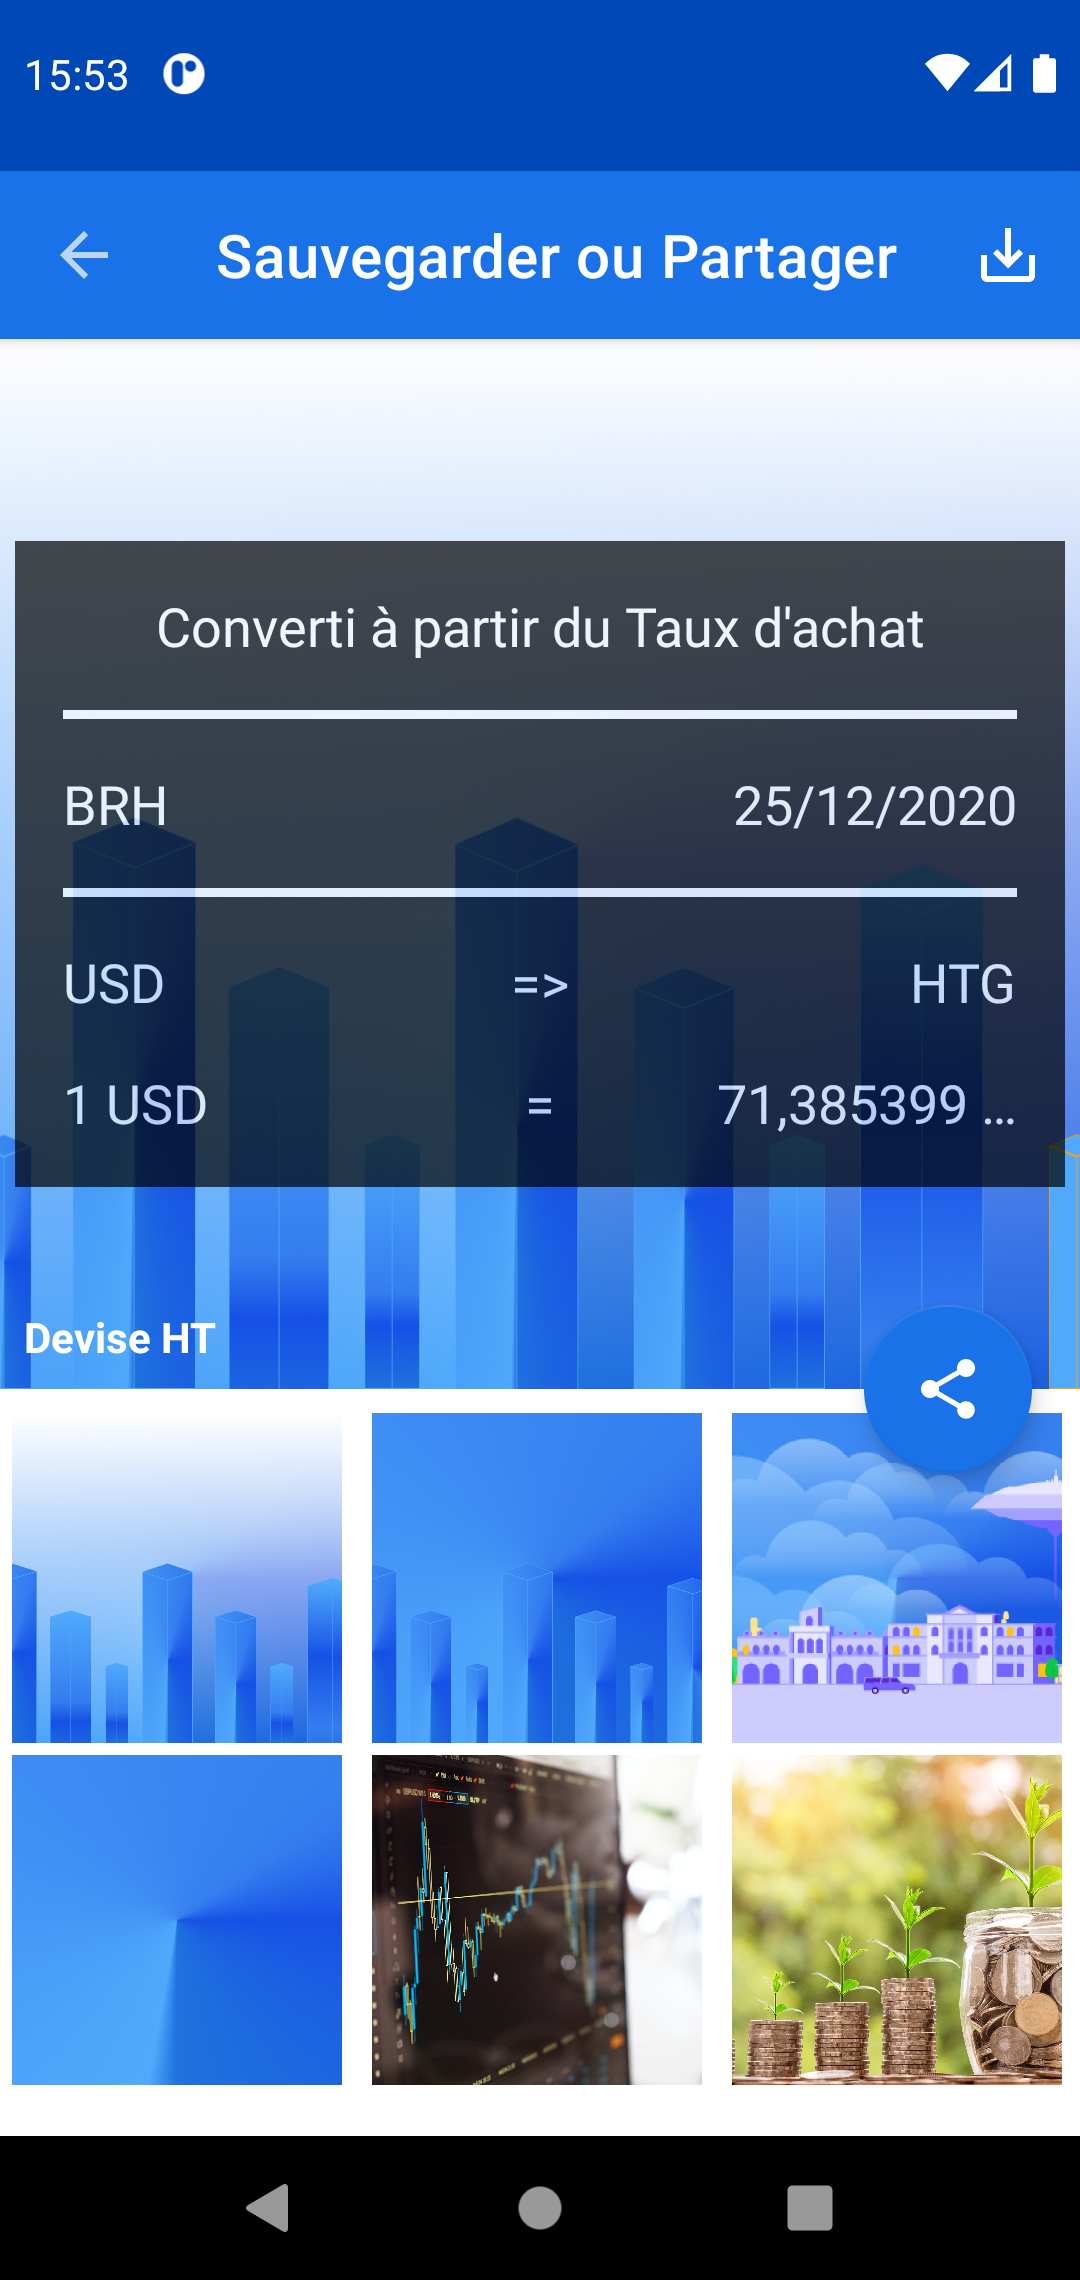 15:53
Sauvegarder ou Partager
Converti à partir du Taux d'achat
BRH 25/12/2020
USD => HTG
1 USD = 71,385399 ...
Devise HT